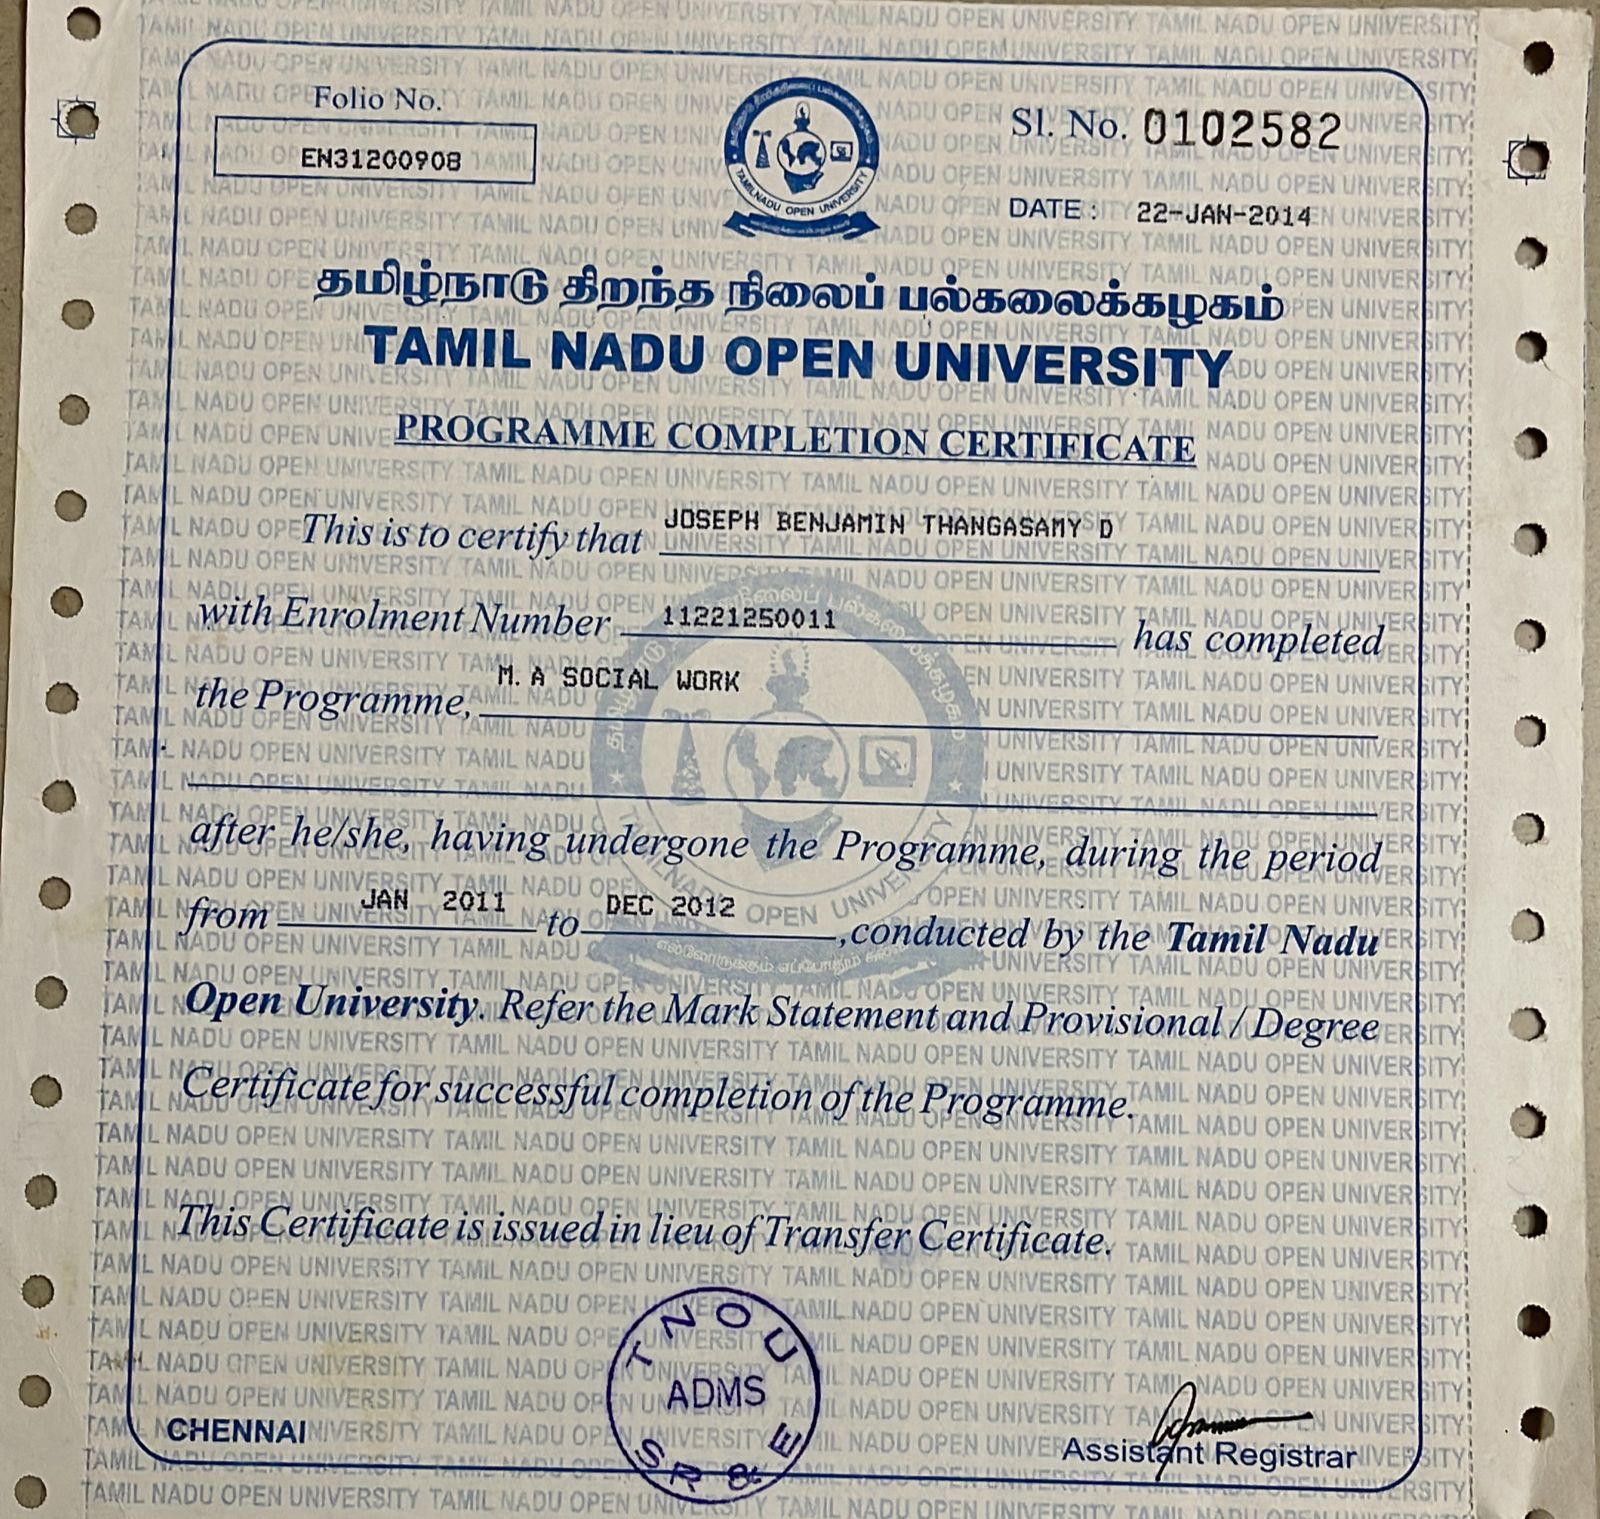 Folio No.
EN31200908
Sl. No. 0102582
DATE : 22-JAN-2014
TAMILNADU OPEN UNIVERSITY
தமிழ்நாடு திறந்த நிலைப் பல்கலைக்கழகம்
TAMIL NADU OPEN UNIVERSITY
PROGRAMME COMPLETION CERTIFICATE
This is to certify that JOSEPH BENJAMIN THANGASAMY D
with Enrolment Number 11221250011 has completed
the Programme, M.A SOCIAL WORK
after he/she, having undergone the Programme, during the period
from JAN 2011 to DEC 2012 ,conducted by the Tamil Nadu
Open University. Refer the Mark Statement and Provisional / Degree
Certificate for successful completion of the Programme.
This Certificate is issued in lieu of Transfer Certificate.
TNOU
ADMS
SR & E
CHENNAI
Assistant Registrar